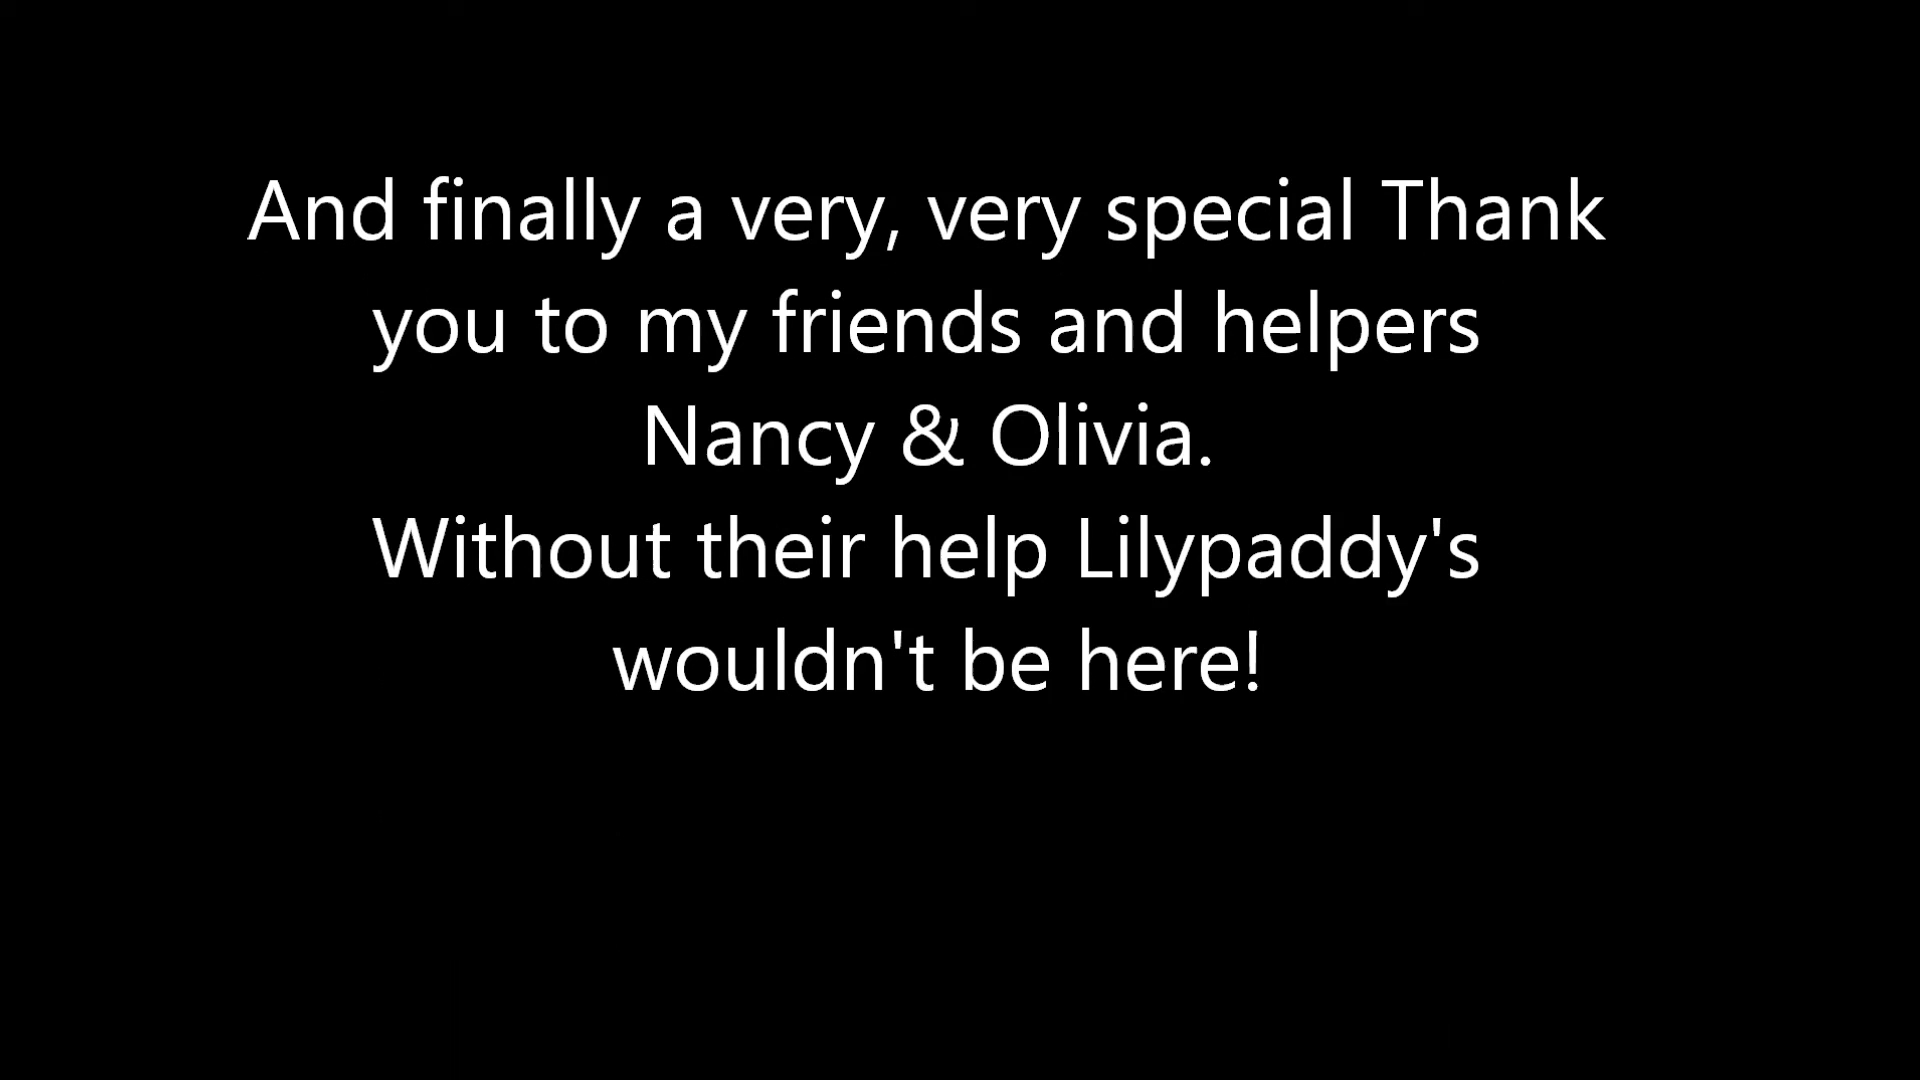 And finally a very, very special Thank
you to my friends and helpers
Nancy & Olivia.
Without their help Lilypaddy's
wouldn't be here!